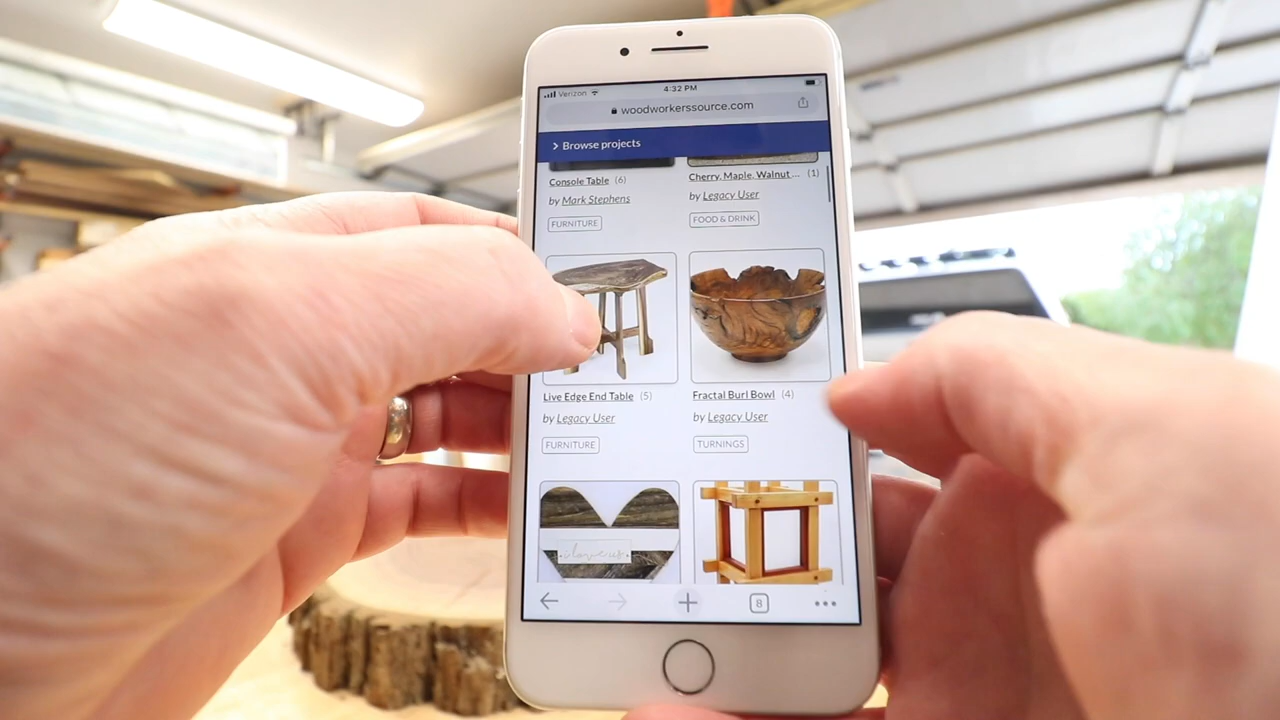 Verizon
4:32 PM
woodworkerssource.com
> Browse projects
Console Table (6)
by Mark Stephens
FURNITURE
Cherry, Maple, Walnut ... (1)
by Legacy User
FOOD & DRINK
Live Edge End Table (5)
by Legacy User
FURNITURE
Fractal Burl Bowl (4)
by Legacy User
TURNINGS
i love us
8